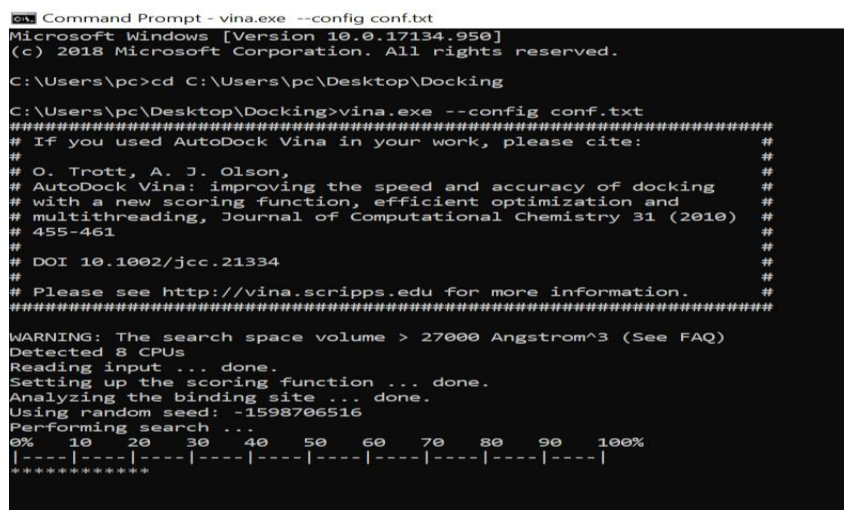 Command Prompt - vina.exe --config conf.txt
Microsoft Windows [Version 10.0.17134.950]
(c) 2018 Microsoft Corporation. All rights reserved.
C:\Users\pc>cd C:\Users\pc\Desktop\Docking
C:\Users\pc\Desktop\Docking>vina.exe --config conf.txt
#################################################################
# If you used AutoDock Vina in your work, please cite: #
# #
# O. Trott, A. J. Olson, #
# AutoDock Vina: improving the speed and accuracy of docking #
# with a new scoring function, efficient optimization and #
# multithreading, Journal of Computational Chemistry 31 (2010) #
# 455-461 #
# #
# DOI 10.1002/jcc.21334 #
# #
# Please see http://vina.scripps.edu for more information. #
#################################################################
WARNING: The search space volume > 27000 Angstrom^3 (See FAQ)
Detected 8 CPUs
Reading input ... done.
Setting up the scoring function ... done.
Analyzing the binding site ... done.
Using random seed: -1598706516
Performing search ...
0% 10 20 30 40 50 60 70 80 90 100%
|----|----|----|----|----|----|----|----|----|----|
************